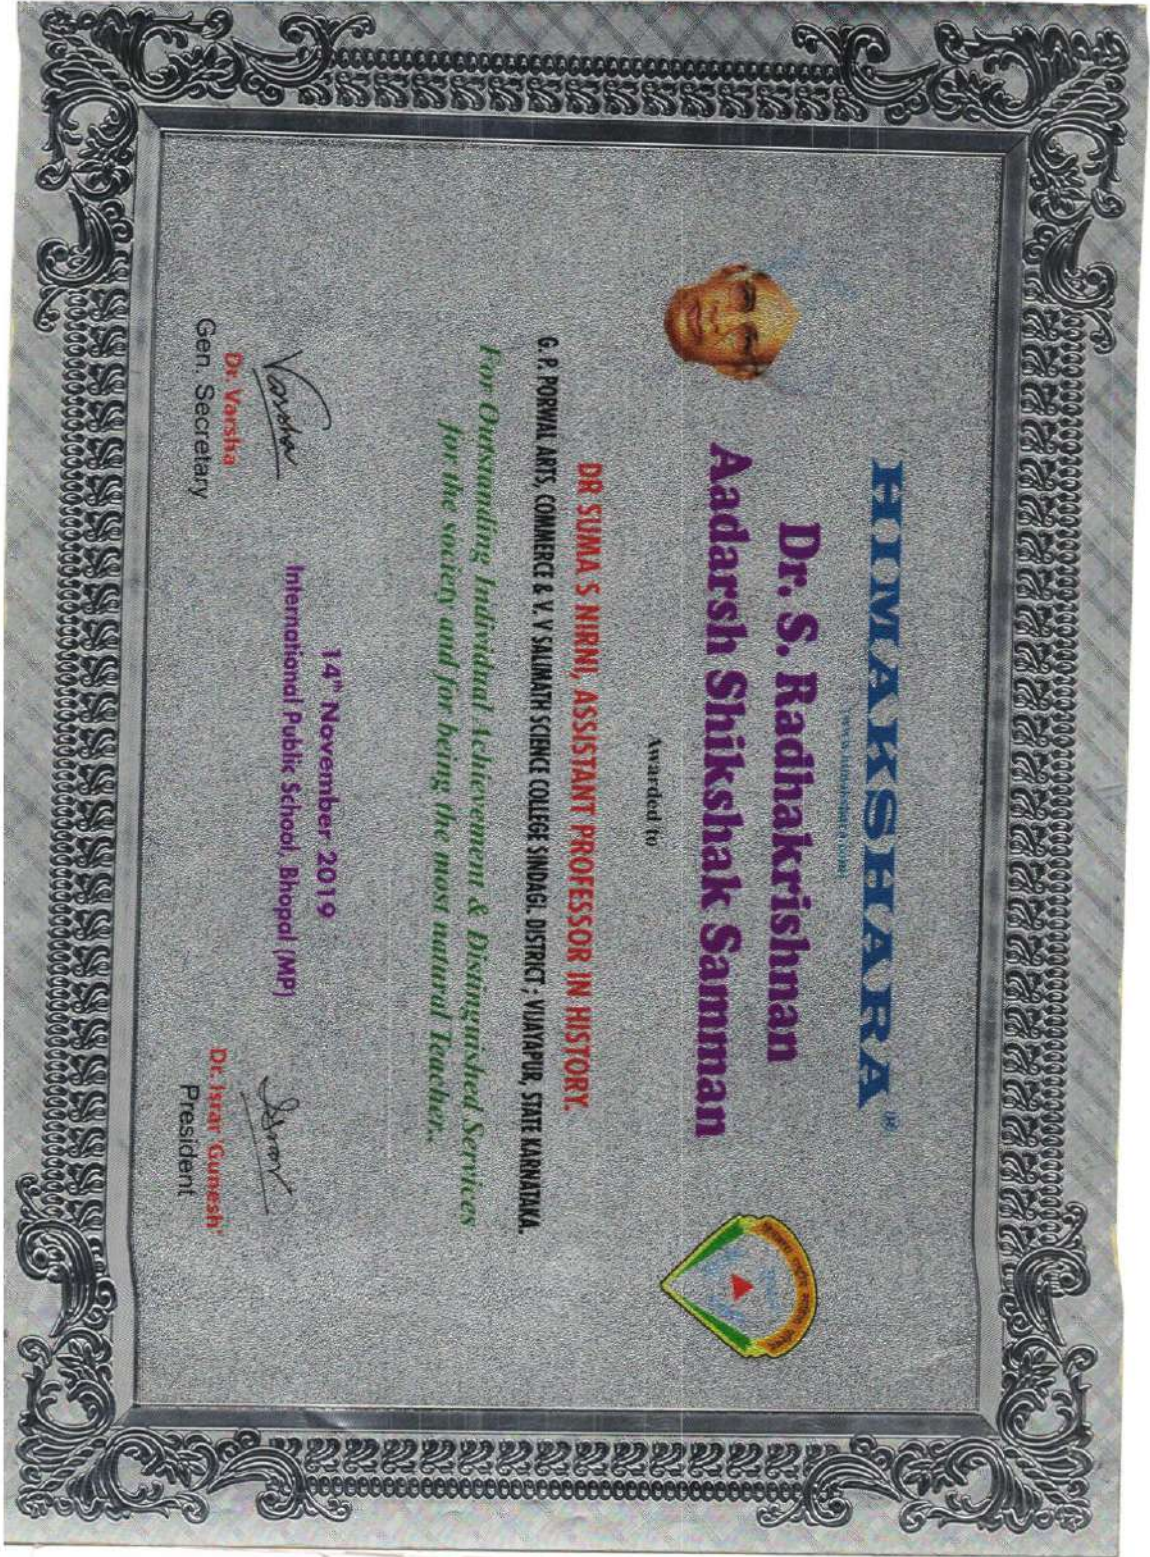 HIMAKSHARA ®
Dr. S. Radhakrishnan
Aadarsh Shikshak Samman
Awarded to
DR SUMA S NIRNI, ASSISTANT PROFESSOR IN HISTORY.
G. P. PORWAL ARTS, COMMERCE & V. V SALIMATH SCIENCE COLLEGE SINDAGI. DISTRICT ; VIJAYAPUR, STATE KARNATAKA.
For Outsanding Individual Achievement & Distinguished Services
for the society and for being the most natural Teacher..
14th November 2019
International Public School, Bhopal (MP)
Varsha
Dr. Varsha
Gen. Secretary
Israr
Dr. Israr 'Gunesh'
President